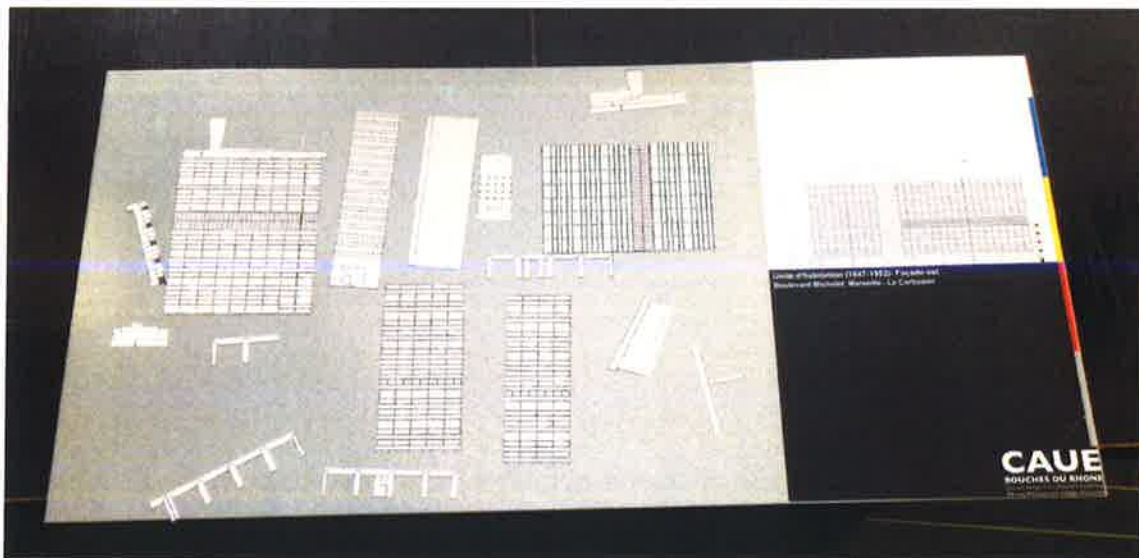 Unité d'habitation (1947-1952)- Façade est
Boulevard Michelet, Marseille - Le Corbusier
CAUE
BOUCHES DU RHONE